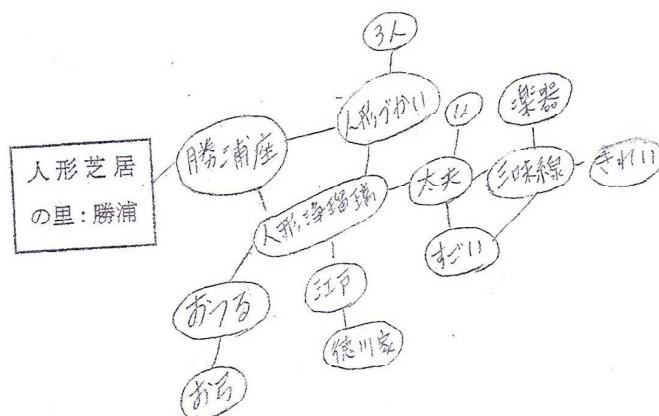 人形芝居
の里：勝浦
勝浦座
人形づかい
3人
人形浄瑠璃
太夫
1人
三味線
楽器
きれい
すごい
江戸
徳川家
おつる